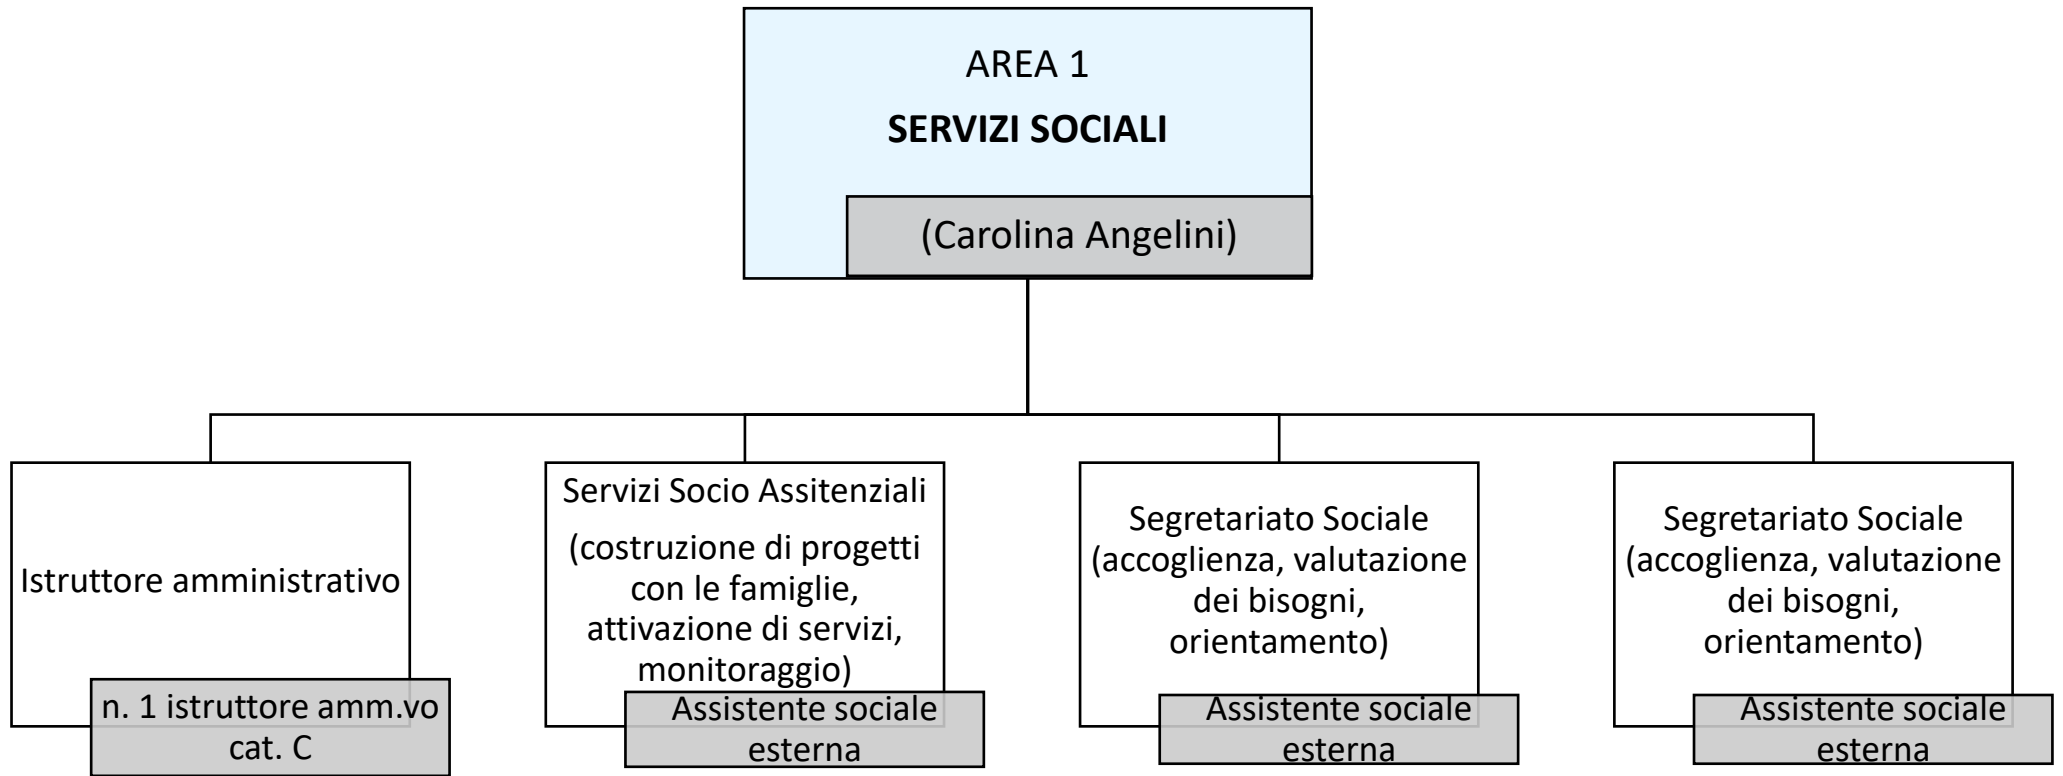 AREA 1
SERVIZI SOCIALI
(Carolina Angelini)
Istruttore amministrativo
n. 1 istruttore amm.vo
cat. C
Servizi Socio Assitenziali
(costruzione di progetti
con le famiglie,
attivazione di servizi,
monitoraggio)
Assistente sociale
esterna
Segretariato Sociale
(accoglienza, valutazione
dei bisogni,
orientamento)
Assistente sociale
esterna
Segretariato Sociale
(accoglienza, valutazione
dei bisogni,
orientamento)
Assistente sociale
esterna